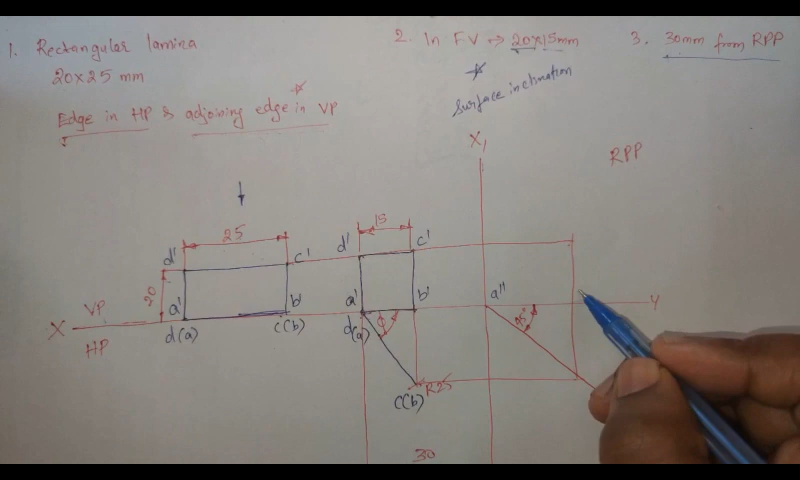 1. Rectangular lamina
20x25 mm
Edge in HP & adjoining edge in VP
2. In FV → 20x15mm
Surface inclination
3. 30mm from RPP
X1
RPP
25
15
d' c' d' c'
20
a' b' a' b' a"
X VP Y
HP
d(a) c(b) d(a) φ 45°
R25
c(b)
30